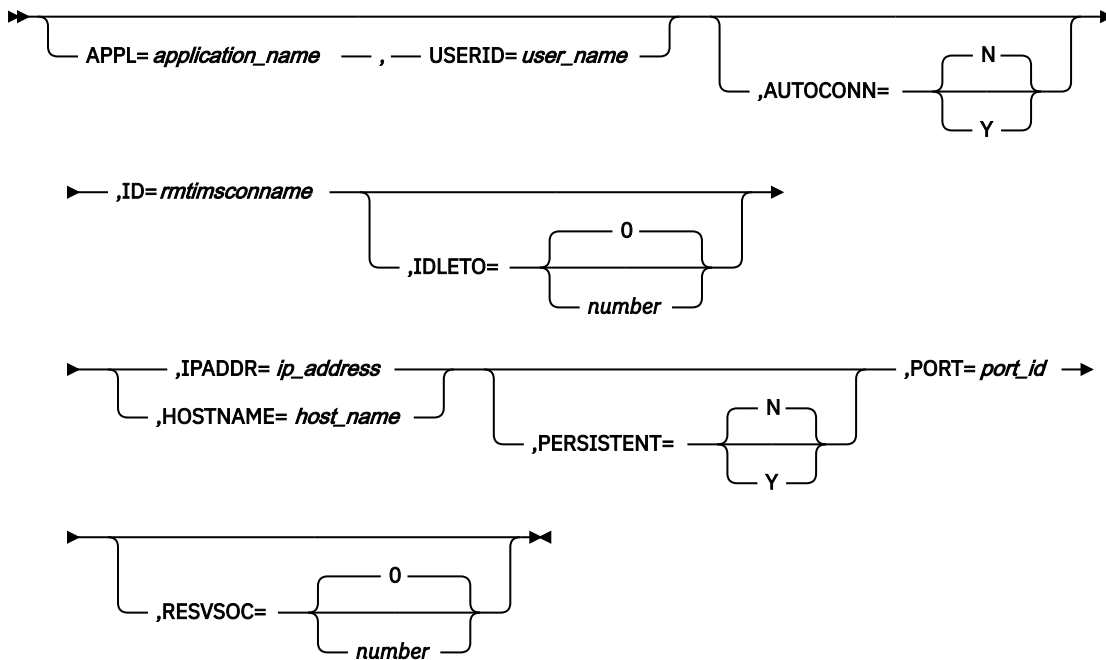 APPL= application_name , USERID= user_name
,AUTOCONN= N
Y
,ID= rmtimsconname
,IDLETO= 0
number
,IPADDR= ip_address
,HOSTNAME= host_name
,PERSISTENT= N
Y
,PORT= port_id
,RESVSOC= 0
number